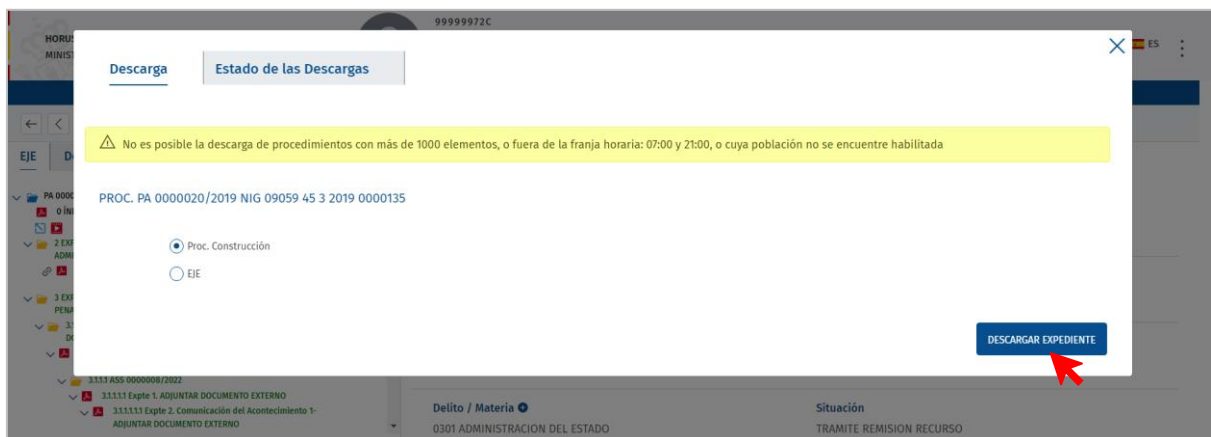 99999972C
HORUS
MINIS
ES
Descarga
Estado de las Descargas
No es posible la descarga de procedimientos con más de 1000 elementos, o fuera de la franja horaria: 07:00 y 21:00, o cuya población no se encuentre habilitada
EJE
PA 0000
PROC. PA 0000020/2019 NIG 09059 45 3 2019 0000135
0 ÍNI
2 EXP
ADMI
Proc. Construcción
EJE
3 EXP
PENA
DESCARGAR EXPEDIENTE
3.1.1.1 ASS 0000008/2022
3.1.1.1.1 Expte 1. ADJUNTAR DOCUMENTO EXTERNO
3.1.1.1.1.1 Expte 2. Comunicación del Acontecimiento 1-
ADJUNTAR DOCUMENTO EXTERNO
Delito / Materia
Situación
0301 ADMINISTRACION DEL ESTADO
TRAMITE REMISION RECURSO